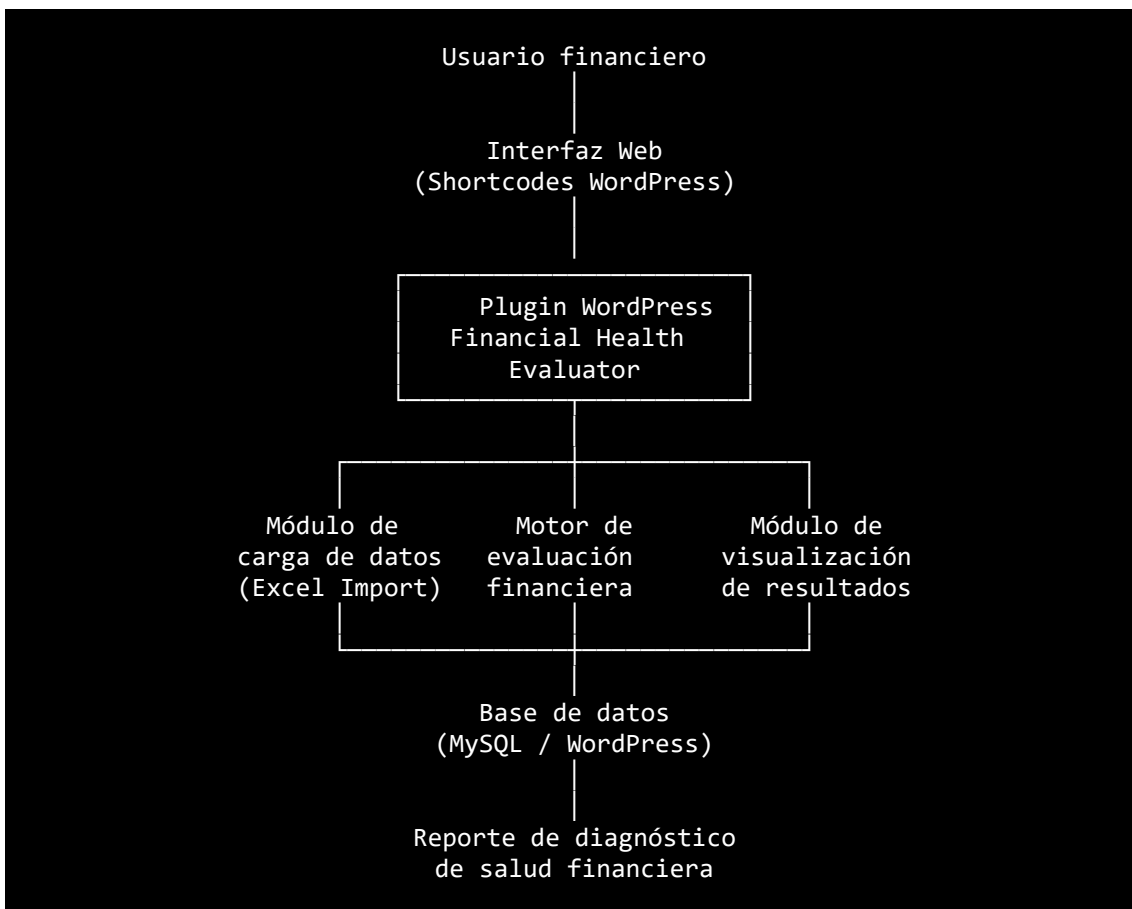 Usuario financiero
Interfaz Web
(Shortcodes WordPress)
Plugin WordPress
Financial Health
Evaluator
Módulo de
carga de datos
(Excel Import)
Motor de
evaluación
financiera
Módulo de
visualización
de resultados
Base de datos
(MySQL / WordPress)
Reporte de diagnóstico
de salud financiera